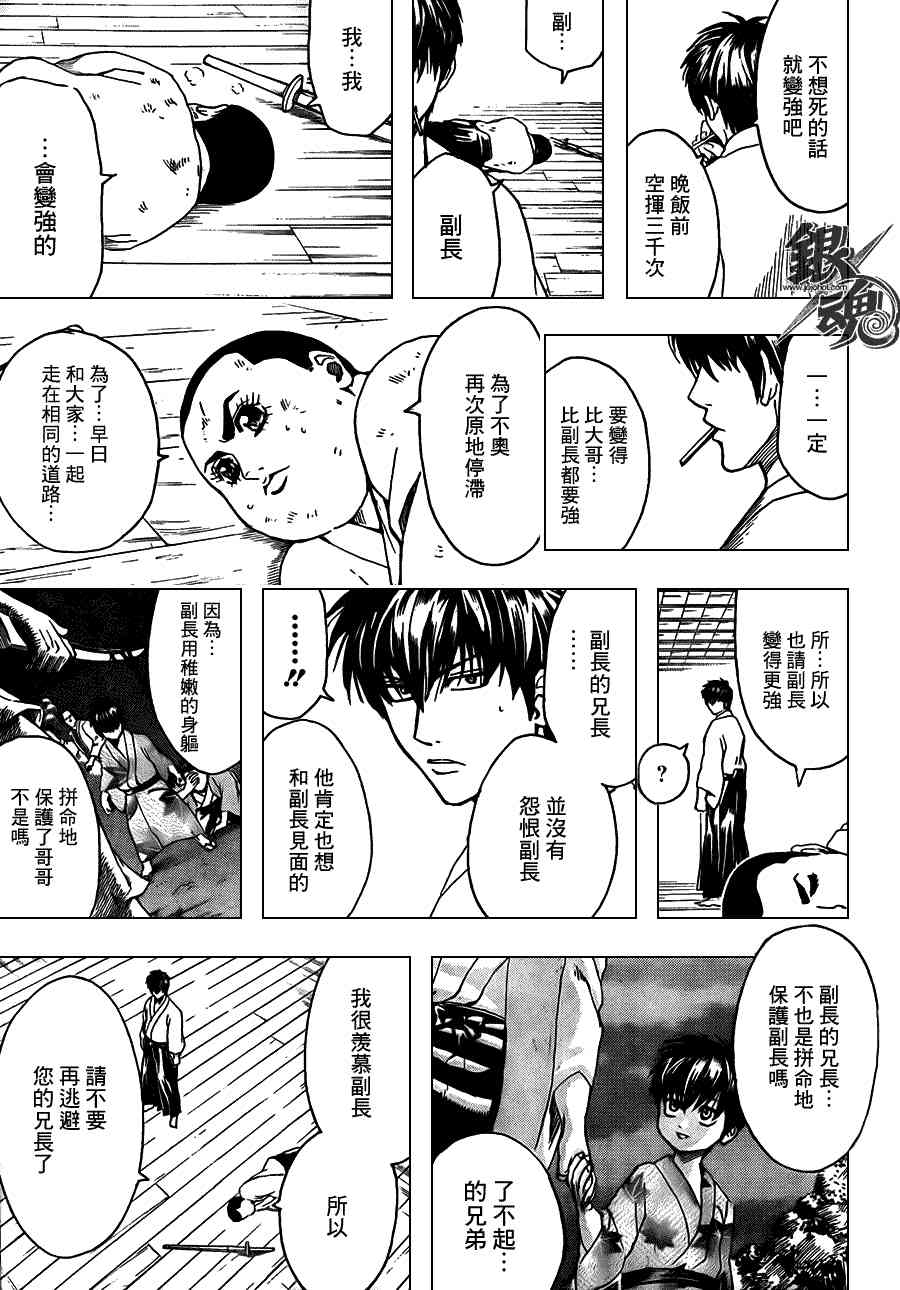 不想死的話
就變強吧
晚飯前
空揮三千次
副…
副長
我…我
…會變強的
銀魂
www.jojohot.com
一…一定
要變得
比大哥…
比副長都要強
為了不奧
再次原地停滯
為了…早日
和大家…一起
走在相同的道路…
所…所以
也請副長
變得更強
?
副長的兄長
……
並沒有
怨恨副長
……!!
他肯定也想
和副長見面的
因為…
副長用稚嫩的身軀
拼命地
保護了哥哥
不是嗎
副長的兄長…
不也是拼命地
保護副長嗎
了不起…
的兄弟
我很羨慕副長
所以
請不要
再逃避
您的兄長了